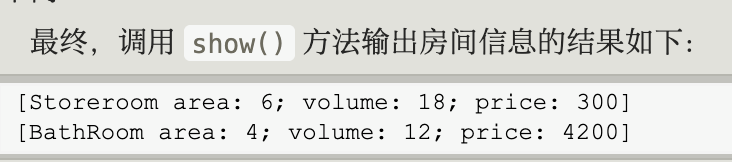 最终，调用 show() 方法输出房间信息的结果如下：
[Storeroom area: 6; volume: 18; price: 300]
[BathRoom area: 4; volume: 12; price: 4200]